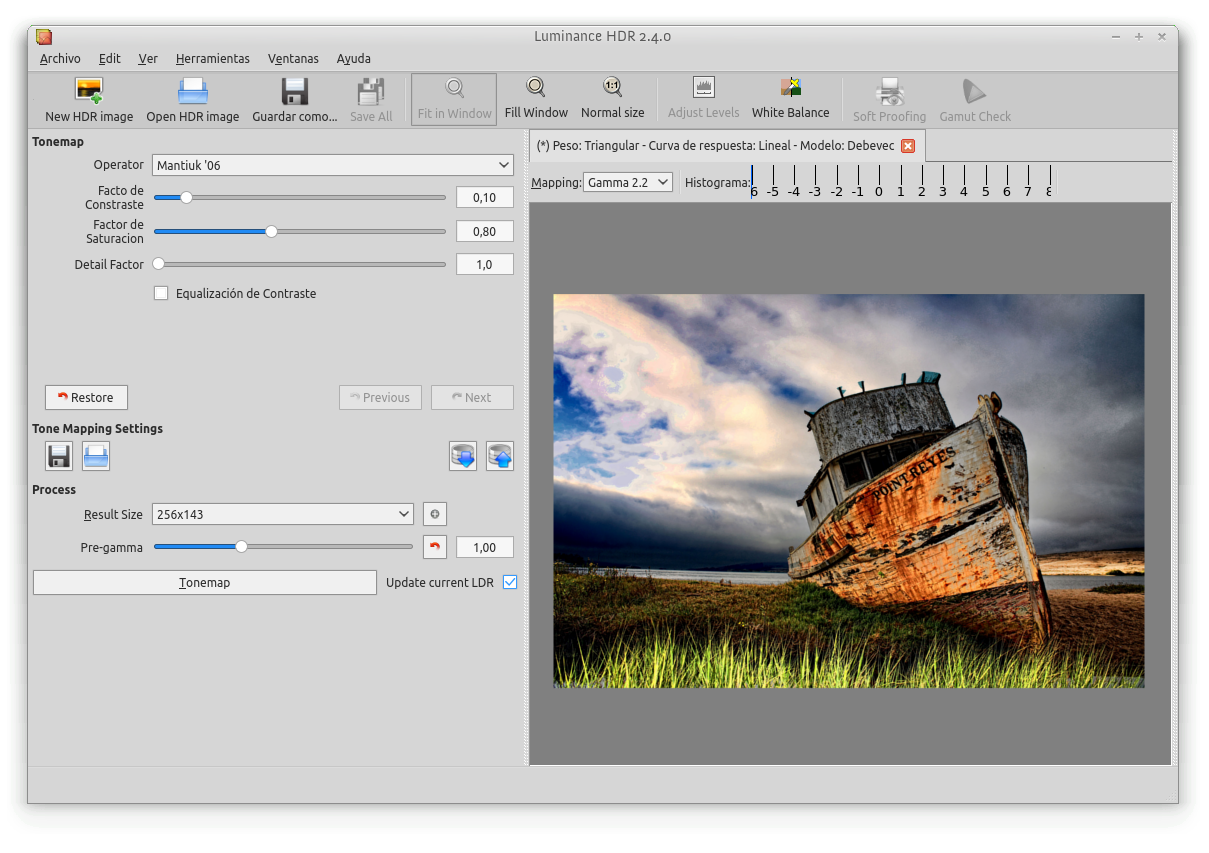 Luminance HDR 2.4.0
Archivo Edit Ver Herramientas Ventanas Ayuda
New HDR image Open HDR image Guardar como... Save All Fit in Window Fill Window 1:1 Normal size Adjust Levels White Balance Soft Proofing Gamut Check
Tonemap
Operator Mantiuk '06
Facto de
Constraste
0,10
Factor de
Saturacion
0,80
Detail Factor 1,0
Equalización de Contraste
Restore Previous Next
Tone Mapping Settings
Process
Result Size 256x143
Pre-gamma 1,00
Tonemap Update current LDR
(*) Peso: Triangular - Curva de respuesta: Lineal - Modelo: Debevec
Mapping: Gamma 2.2 Histograma: 6 -5 -4 -3 -2 -1 0 1 2 3 4 5 6 7 8
POINT REYES